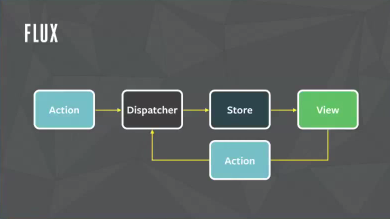 FLUX
Action
Dispatcher
Store
View
Action